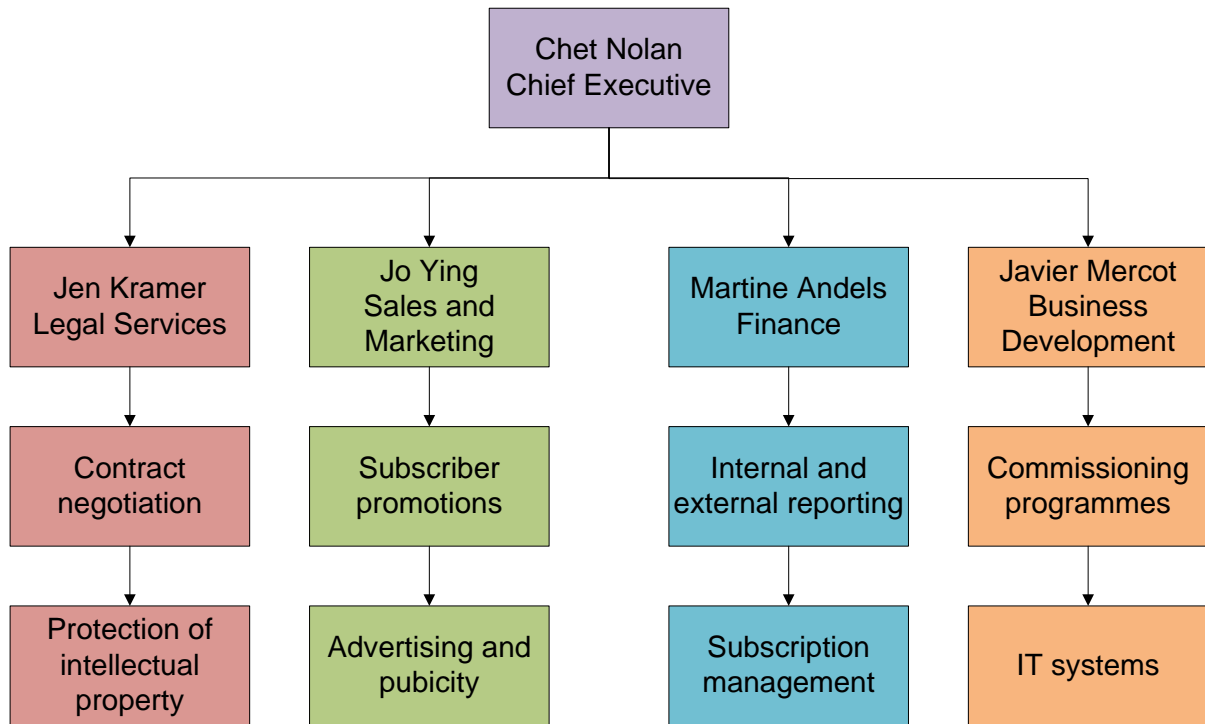 Chet Nolan
Chief Executive
Jen Kramer
Legal Services
Jo Ying
Sales and
Marketing
Martine Andels
Finance
Javier Mercot
Business
Development
Contract
negotiation
Subscriber
promotions
Internal and
external reporting
Commissioning
programmes
Protection of
intellectual
property
Advertising and
pubicity
Subscription
management
IT systems